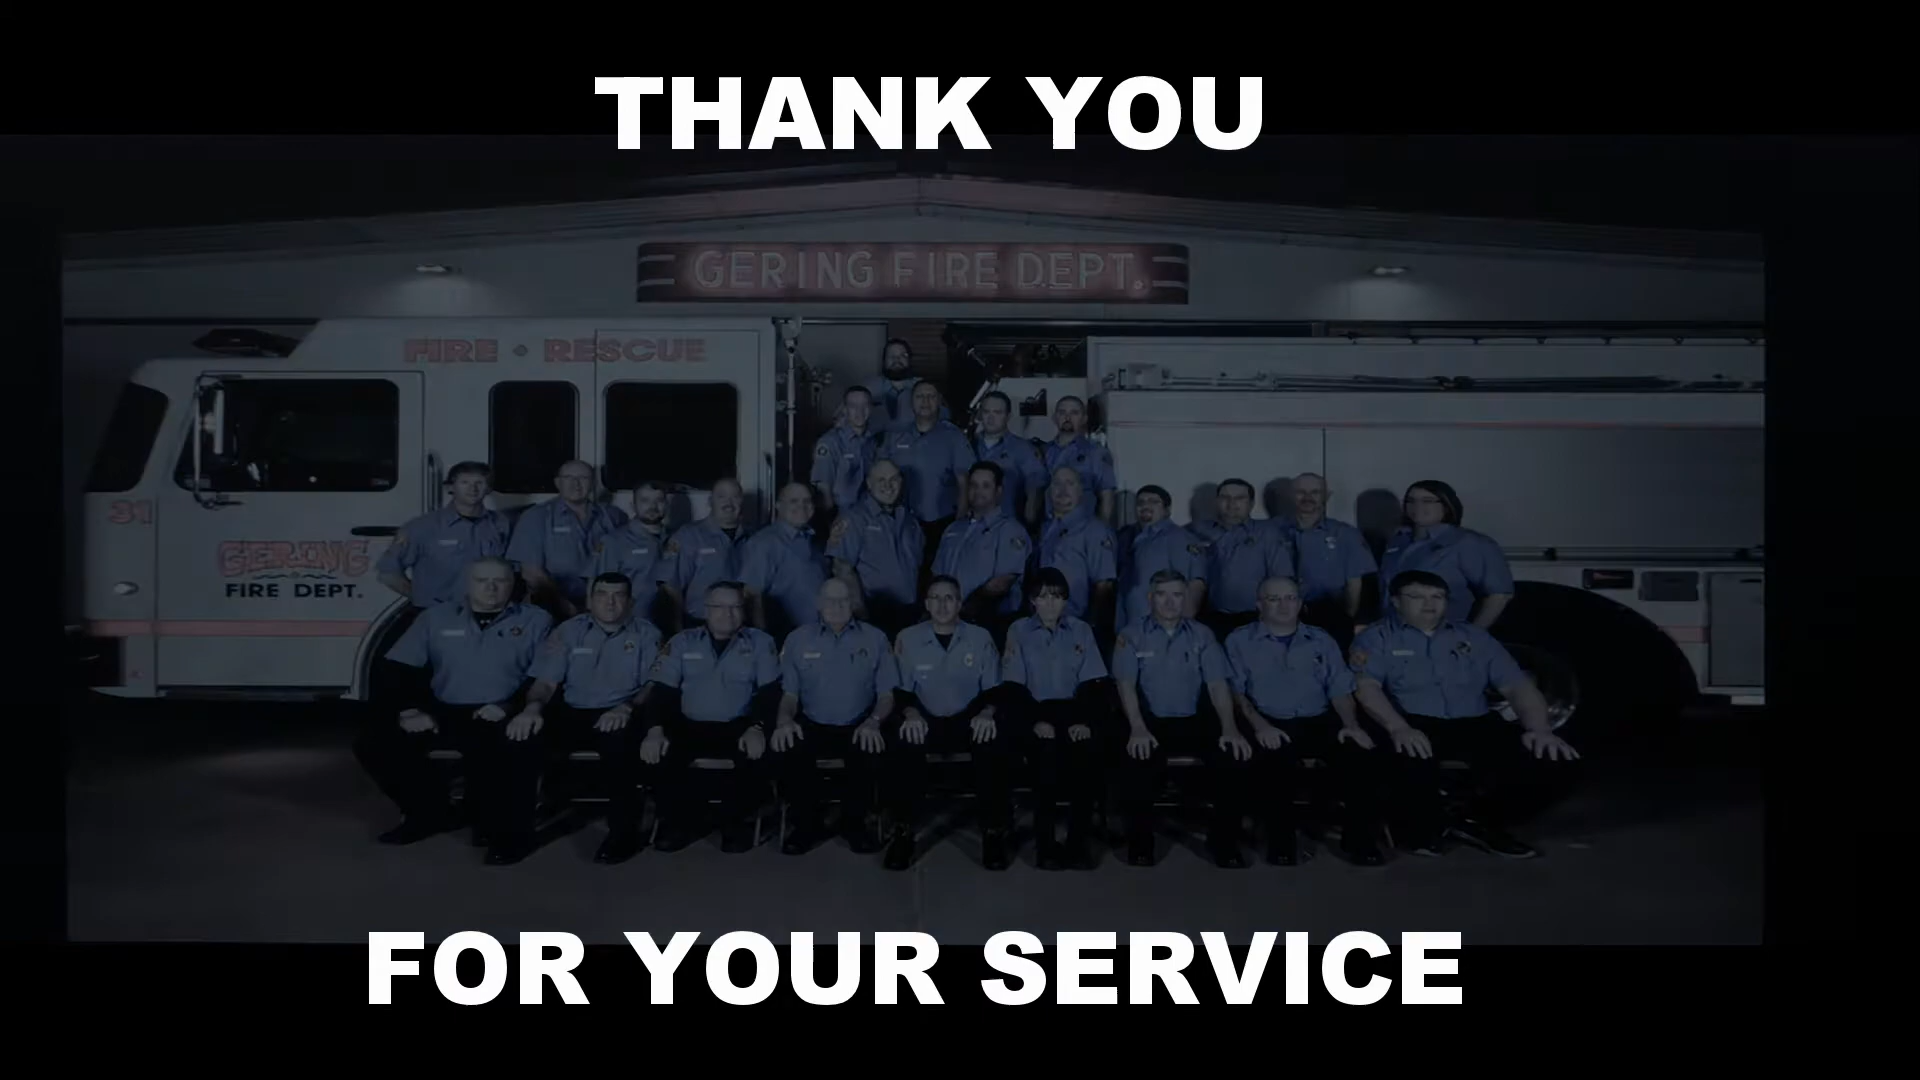 THANK YOU
GERING FIRE DEPT.
FIRE • RESCUE
31
GERING
FIRE DEPT.
FOR YOUR SERVICE